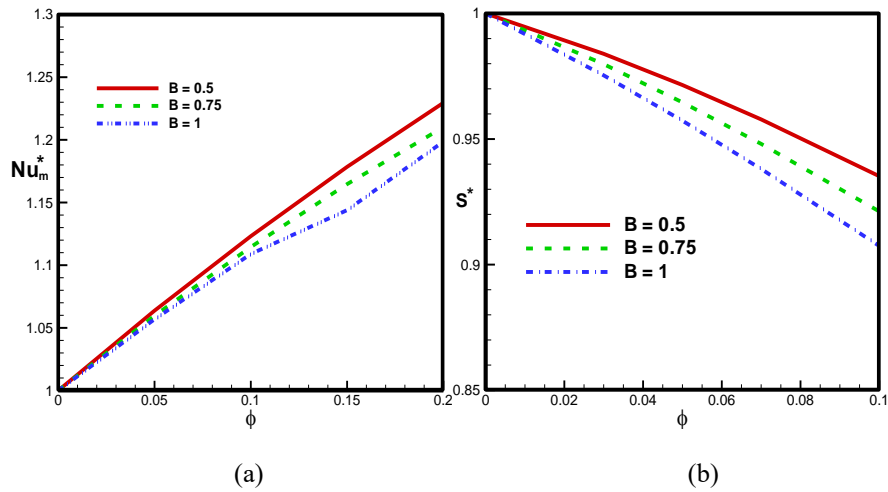 1.3
1.25
1.2
1.15
1.1
1.05
1
Nu*m
B = 0.5
B = 0.75
B = 1
0
0.05
0.1
0.15
0.2
ϕ
(a)
1
0.95
0.9
0.85
S*
B = 0.5
B = 0.75
B = 1
0
0.02
0.04
0.06
0.08
0.1
ϕ
(b)